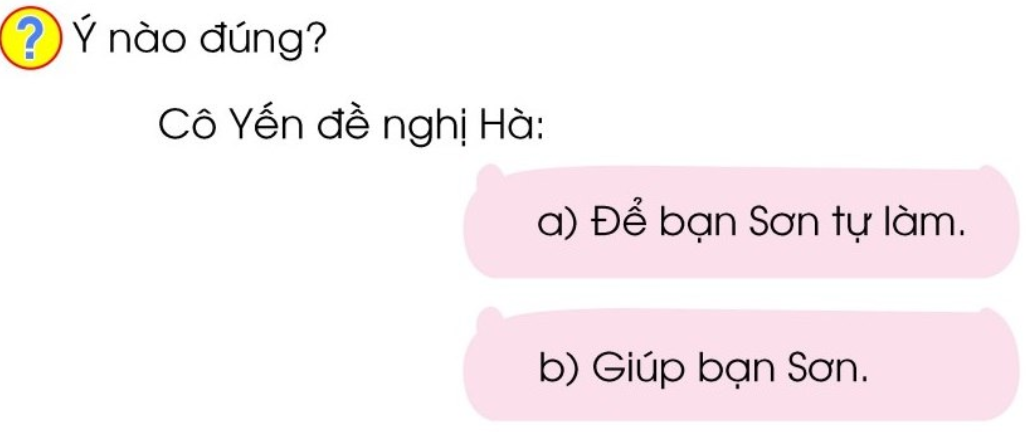 ? Ý nào đúng?
Cô Yến đề nghị Hà:
a) Để bạn Sơn tự làm.
b) Giúp bạn Sơn.